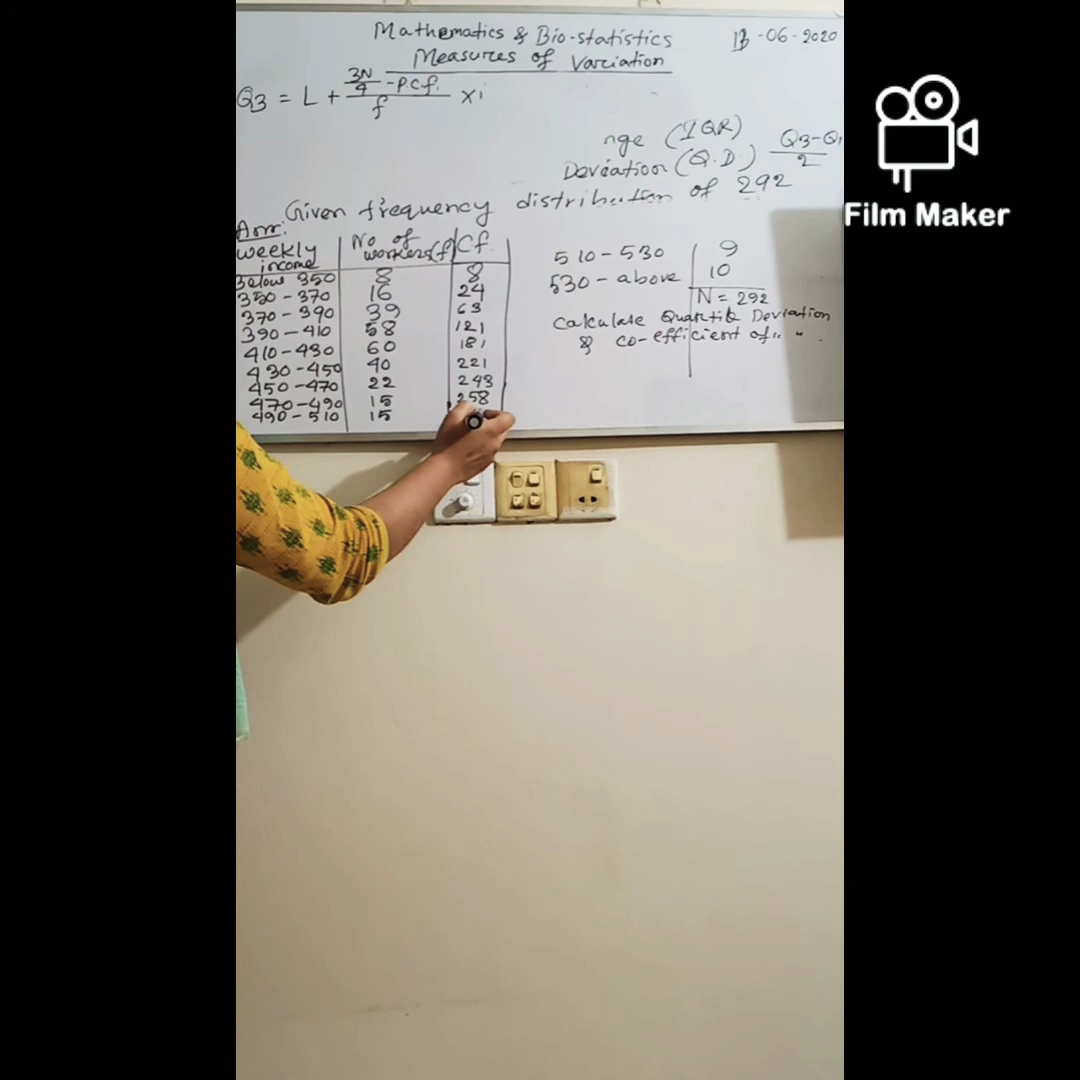 Mathematics & Bio-statistics
13-06-2020
Measures of Variation
Q3 = L + 3N/4 - P.c.f. / f × i
nge (IQR)
Deviation (Q.D.) Q3-Q1 / 2
Given frequency distribution of 292
Ans:
weekly income | No of workers (f) | Cf.
Below 350 | 8 | 8
350 - 370 | 16 | 24
370 - 390 | 39 | 63
390 - 410 | 58 | 121
410 - 430 | 60 | 181
430 - 450 | 40 | 221
450 - 470 | 22 | 243
470 - 490 | 15 | 258
490 - 510 | 15
510 - 530 | 9
530 - above | 10
N = 292
calculate Quartile Deviation
& co-efficient of " "
Film Maker